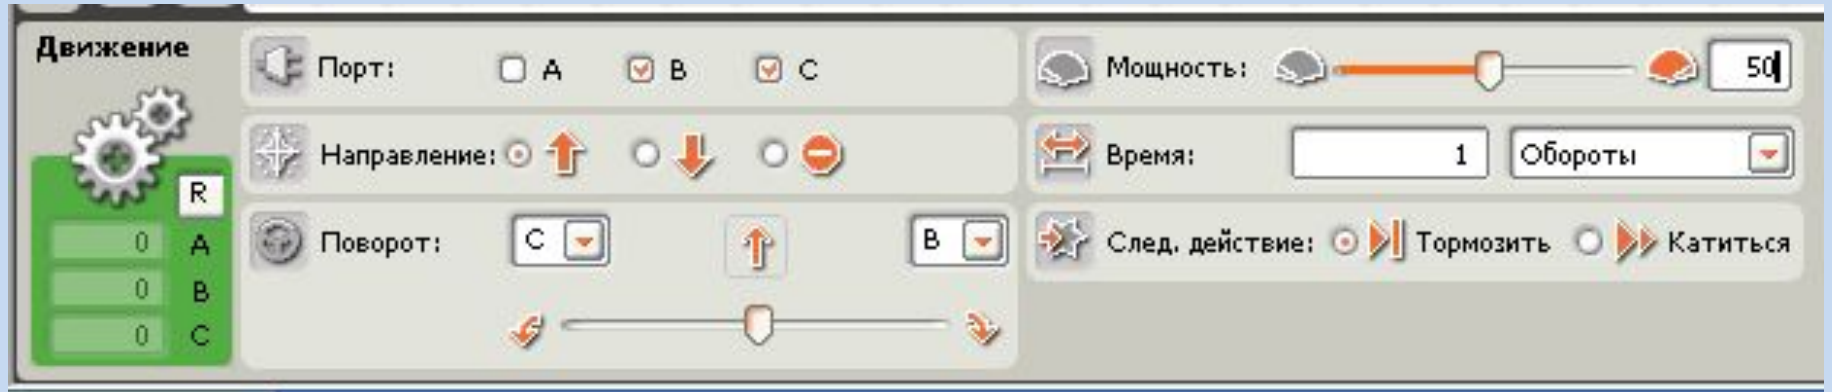 Движение
R
0 A
0 B
0 C
Порт: A B C
Направление:
Поворот: C B
Мощность: 50
Время: 1 Обороты
След. действие: Тормозить Катиться